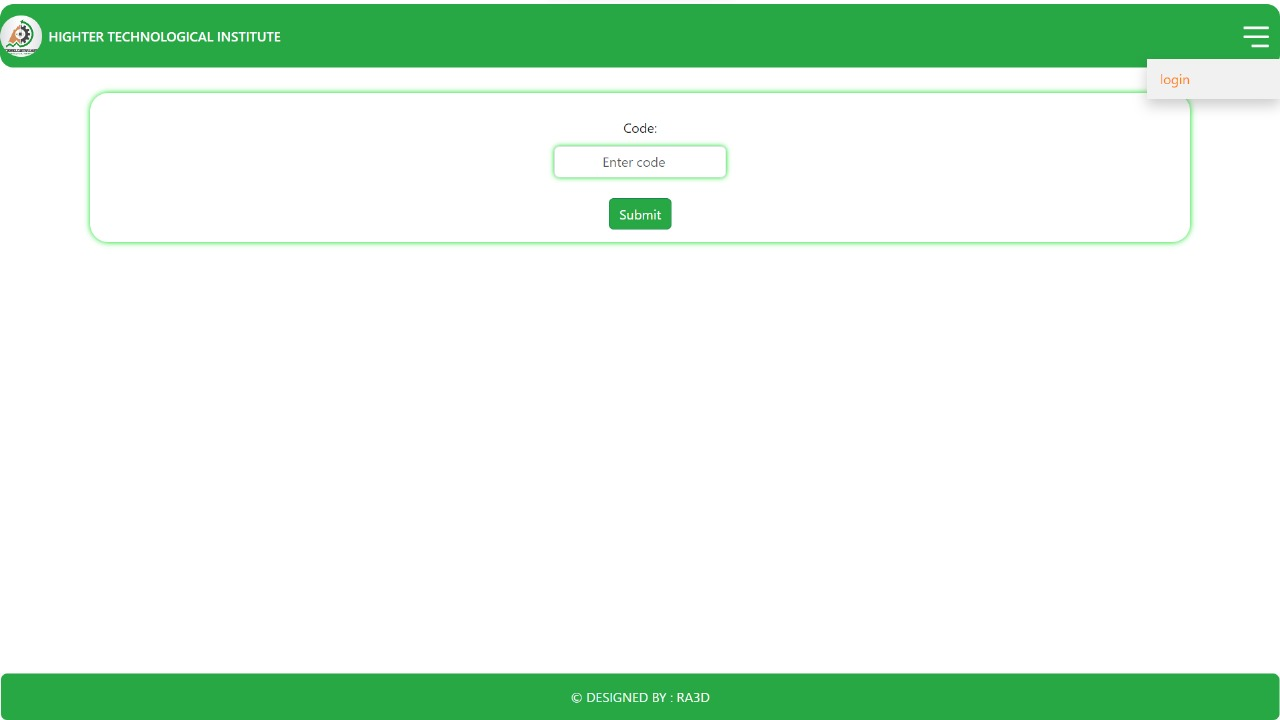 HIGHTER TECHNOLOGICAL INSTITUTE
login
Code:
Enter code
Submit
© DESIGNED BY : RA3D